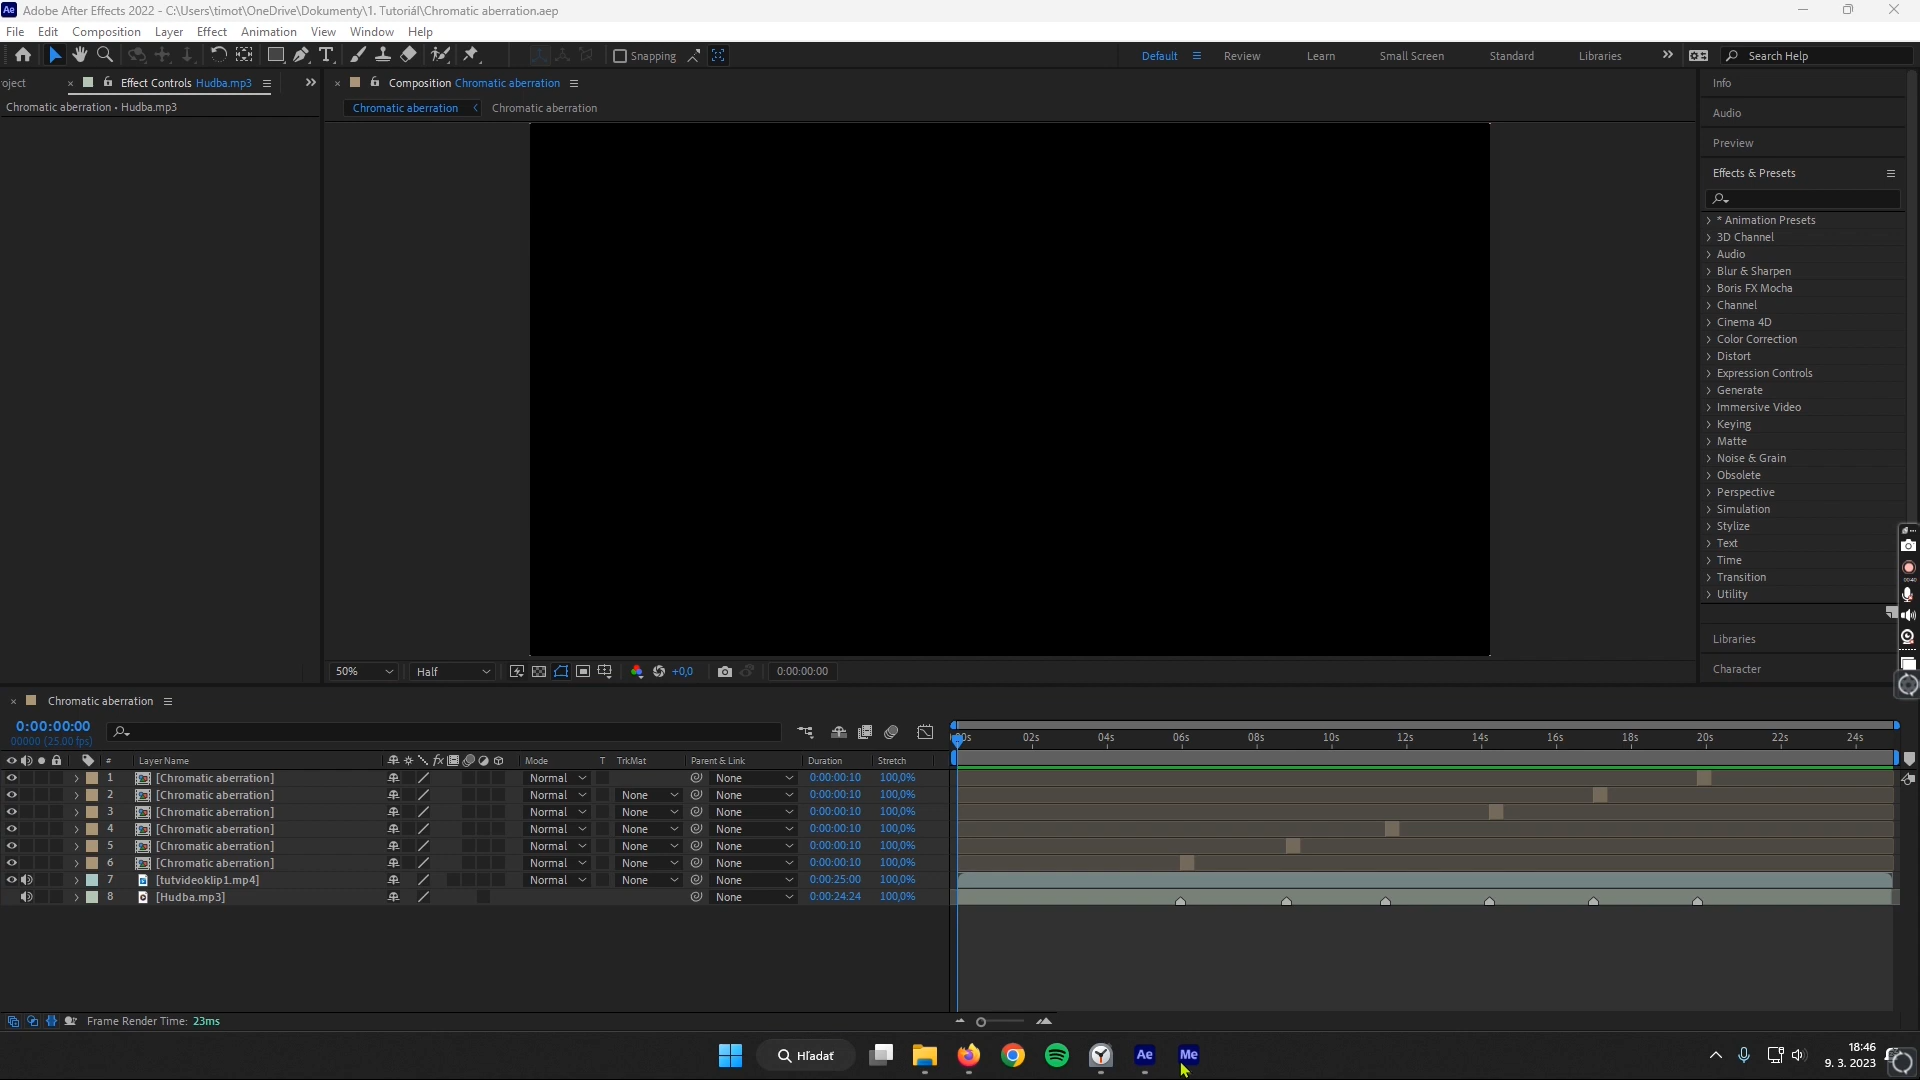 Adobe After Effects 2022 - C:\Users\timot\OneDrive\Dokumenty\1. Tutoriál\Chromatic aberration.aep
File Edit Composition Layer Effect Animation View Window Help
Snapping Default Review Learn Small Screen Standard Libraries Search Help
oject Effect Controls Hudba.mp3 Composition Chromatic aberration
Chromatic aberration • Hudba.mp3
Chromatic aberration Chromatic aberration
Info
Audio
Preview
Effects & Presets
* Animation Presets
3D Channel
Audio
Blur & Sharpen
Boris FX Mocha
Channel
Cinema 4D
Color Correction
Distort
Expression Controls
Generate
Immersive Video
Keying
Matte
Noise & Grain
Obsolete
Perspective
Simulation
Stylize
Text
Time
Transition
Utility
Libraries
Character
50% Half +0,0 0:00:00:00
Chromatic aberration
0:00:00:00
00000 (25.00 fps)
00s 02s 04s 06s 08s 10s 12s 14s 16s 18s 20s 22s 24s
# Layer Name Mode T TrkMat Parent & Link Duration Stretch
1 [Chromatic aberration] Normal None 0:00:00:10 100,0%
2 [Chromatic aberration] Normal None None 0:00:00:10 100,0%
3 [Chromatic aberration] Normal None None 0:00:00:10 100,0%
4 [Chromatic aberration] Normal None None 0:00:00:10 100,0%
5 [Chromatic aberration] Normal None None 0:00:00:10 100,0%
6 [Chromatic aberration] Normal None None 0:00:00:10 100,0%
7 [tutvideoklip1.mp4] Normal None None 0:00:25:00 100,0%
8 [Hudba.mp3] None 0:00:24:24 100,0%
Frame Render Time: 23ms
Hľadať Ae Me 18:46
9. 3. 2023